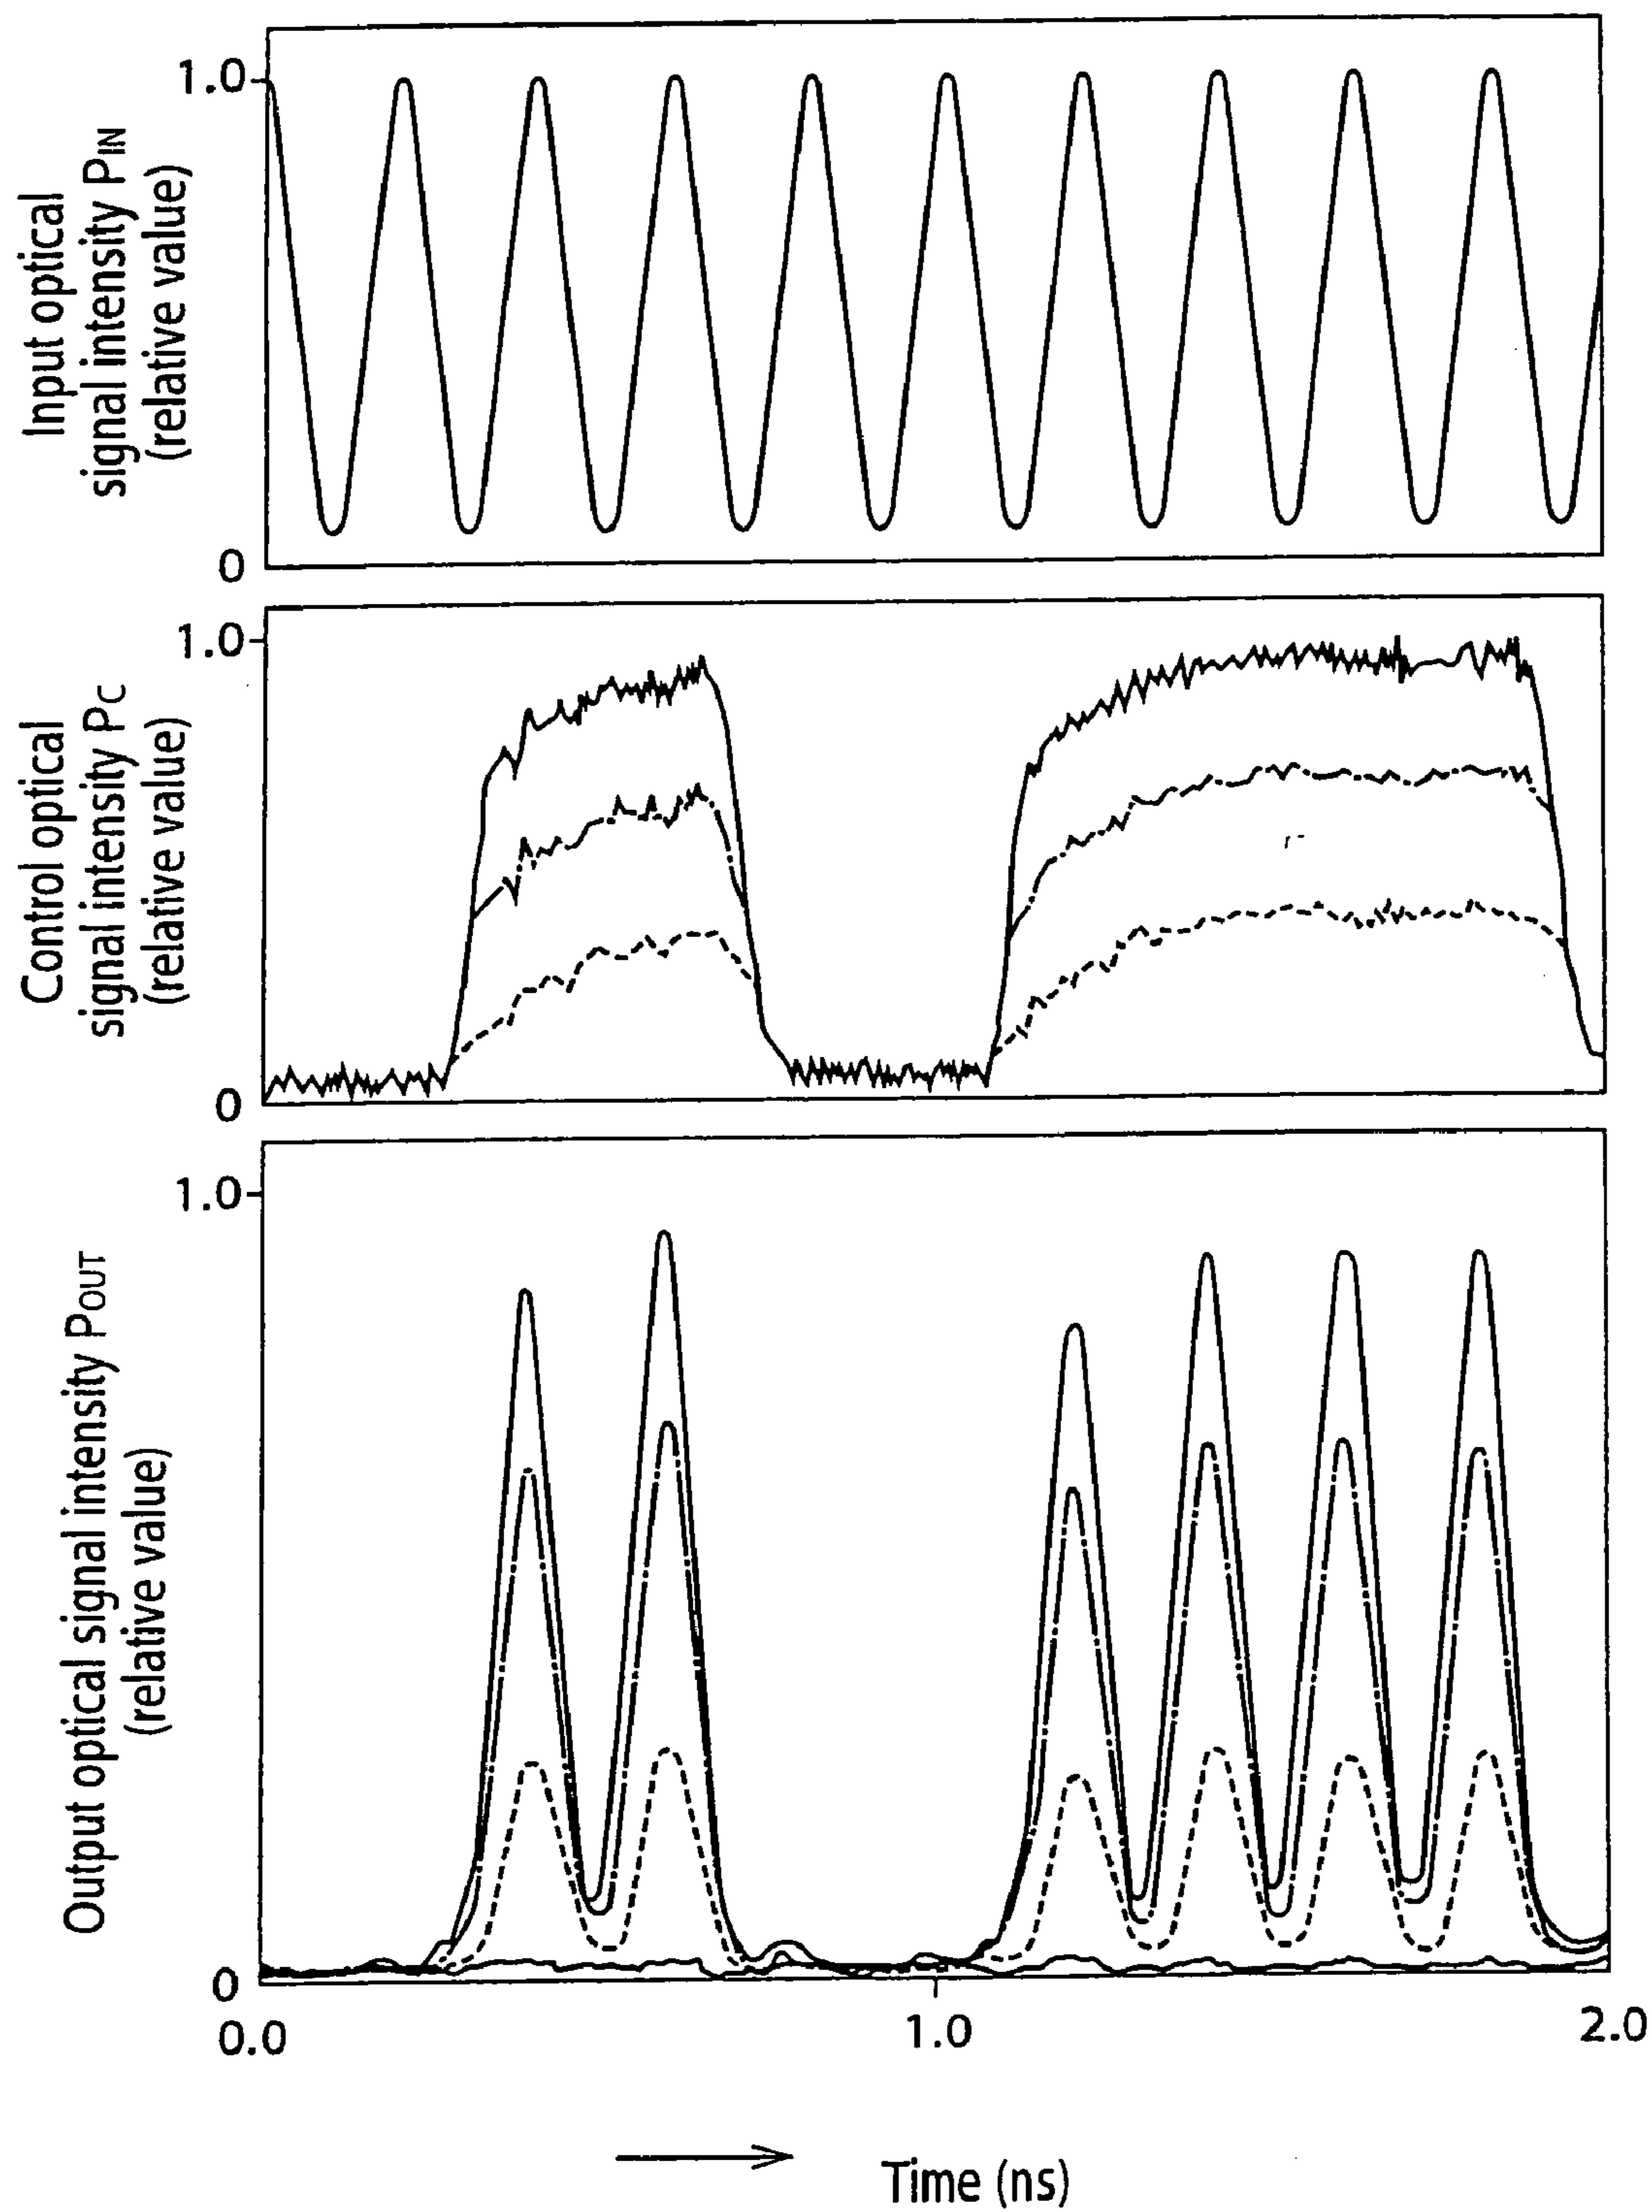 Input optical
signal intensity PIN
(relative value)
1.0
0
Control optical
signal intensity PC
(relative value)
1.0
0
Output optical signal intensity POUT
(relative value)
1.0
0
0.0
1.0
2.0
Time (ns)